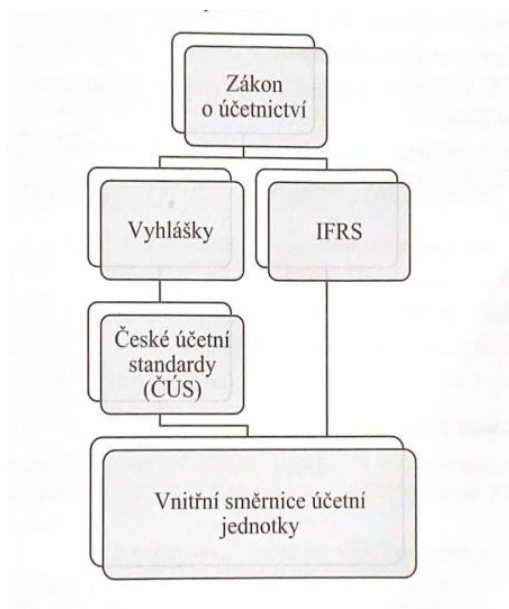 Zákon
o účetnictví
Vyhlášky
IFRS
České účetní
standardy
(ČÚS)
Vnitřní směrnice účetní
jednotky